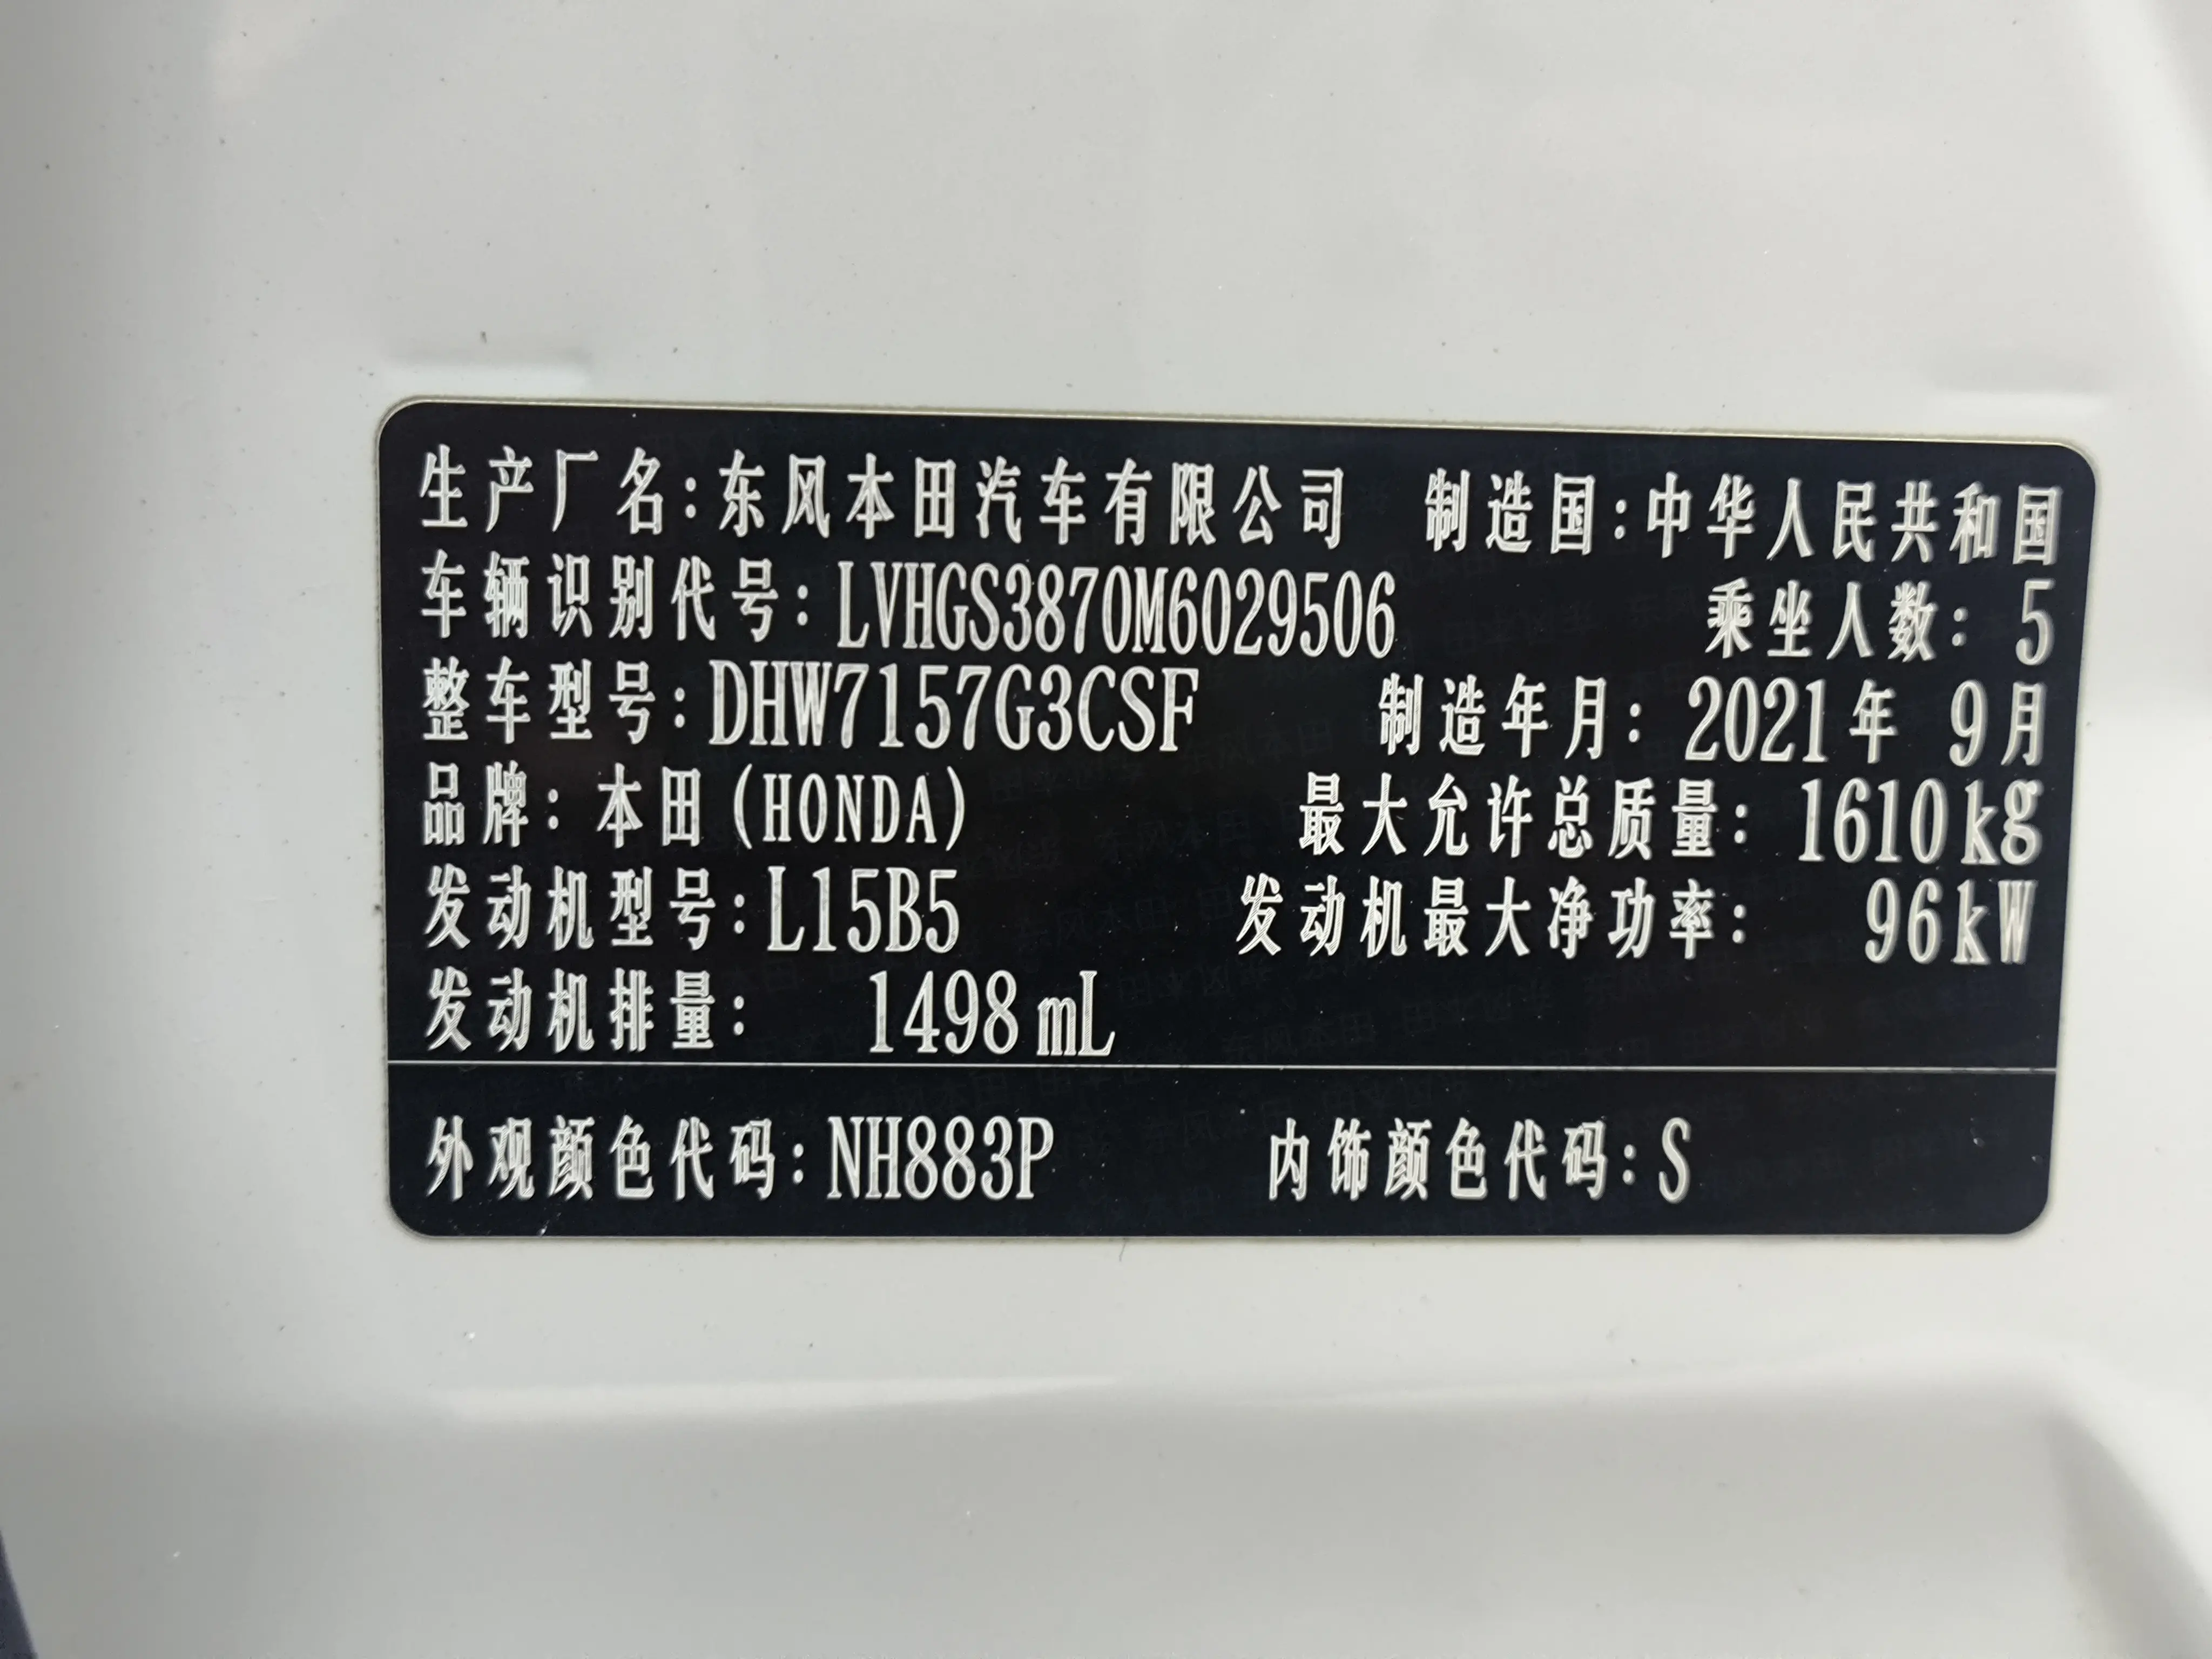 生产厂名：东风本田汽车有限公司 制造国：中华人民共和国
车辆识别代号：LVHGS3870M6029506 乘坐人数：5
整车型号：DHW7157G3CSF 制造年月：2021年 9月
品牌：本田(HONDA) 最大允许总质量：1610kg
发动机型号：L15B5 发动机最大净功率：96kW
发动机排量：1498mL
外观颜色代码：NH883P 内饰颜色代码：S